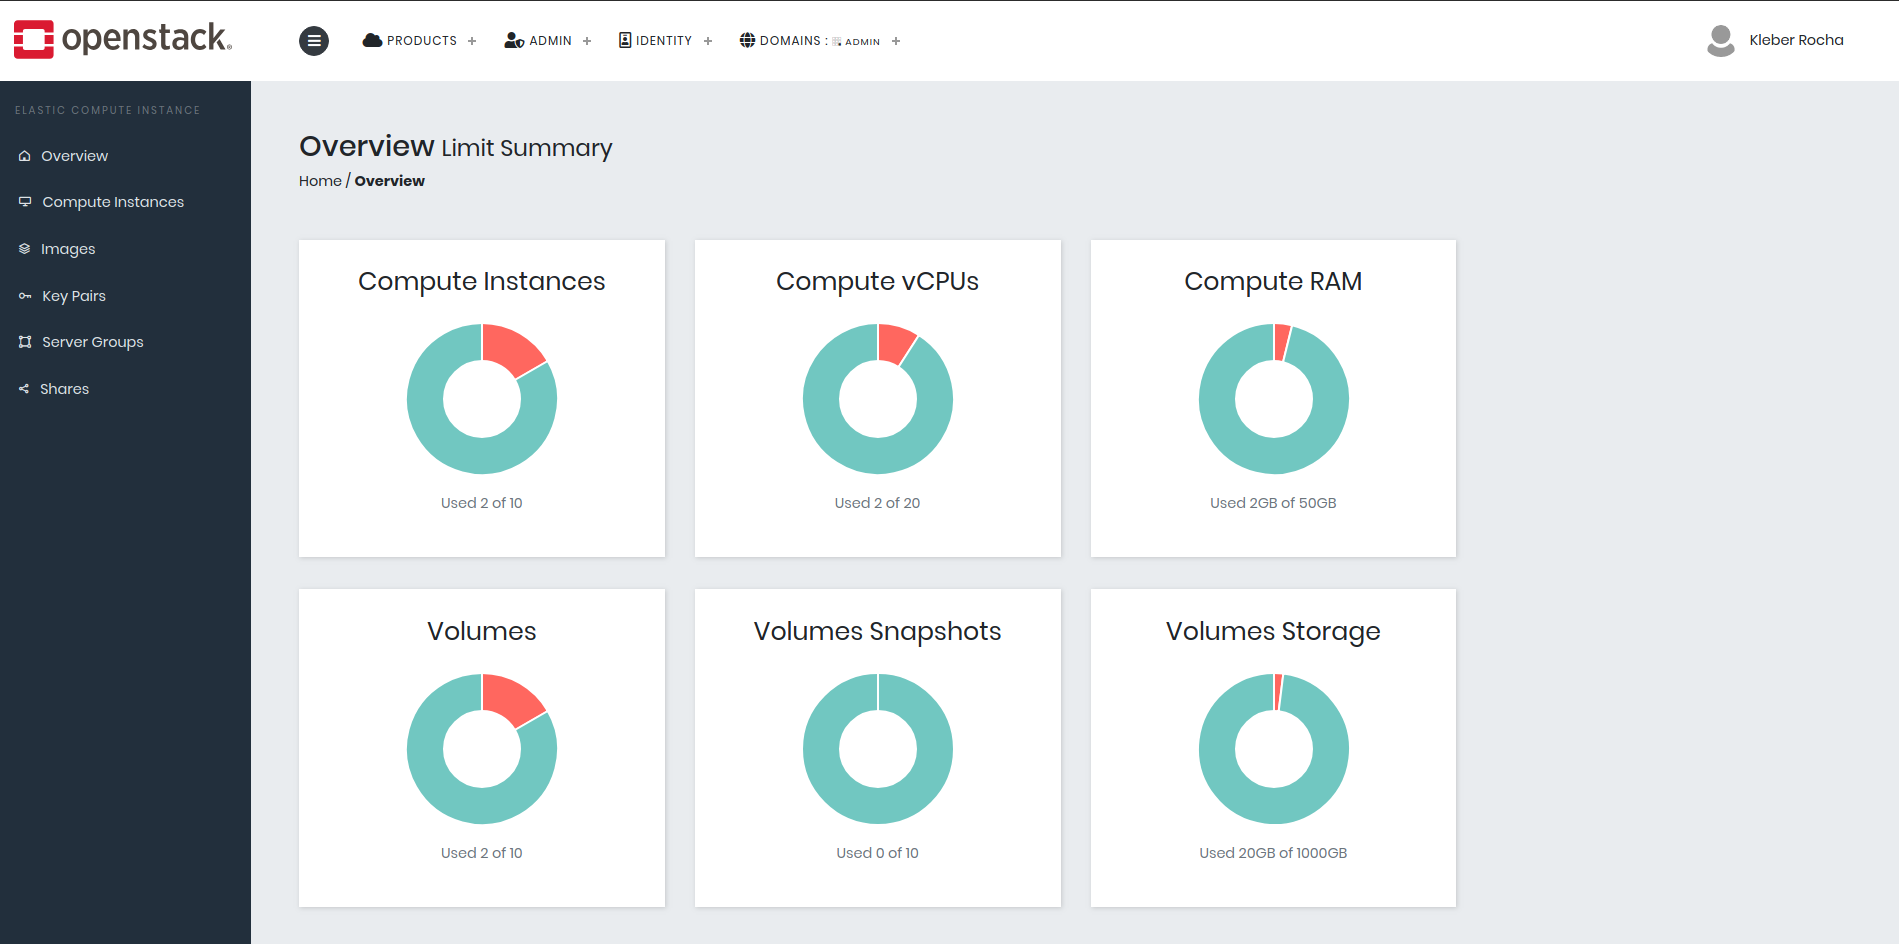 openstack®
PRODUCTS +
ADMIN +
IDENTITY +
DOMAINS : ADMIN +
Kleber Rocha
ELASTIC COMPUTE INSTANCE
Overview
Compute Instances
Images
Key Pairs
Server Groups
Shares
Overview Limit Summary
Home / Overview
Compute Instances
Used 2 of 10
Compute vCPUs
Used 2 of 20
Compute RAM
Used 2GB of 50GB
Volumes
Used 2 of 10
Volumes Snapshots
Used 0 of 10
Volumes Storage
Used 20GB of 1000GB